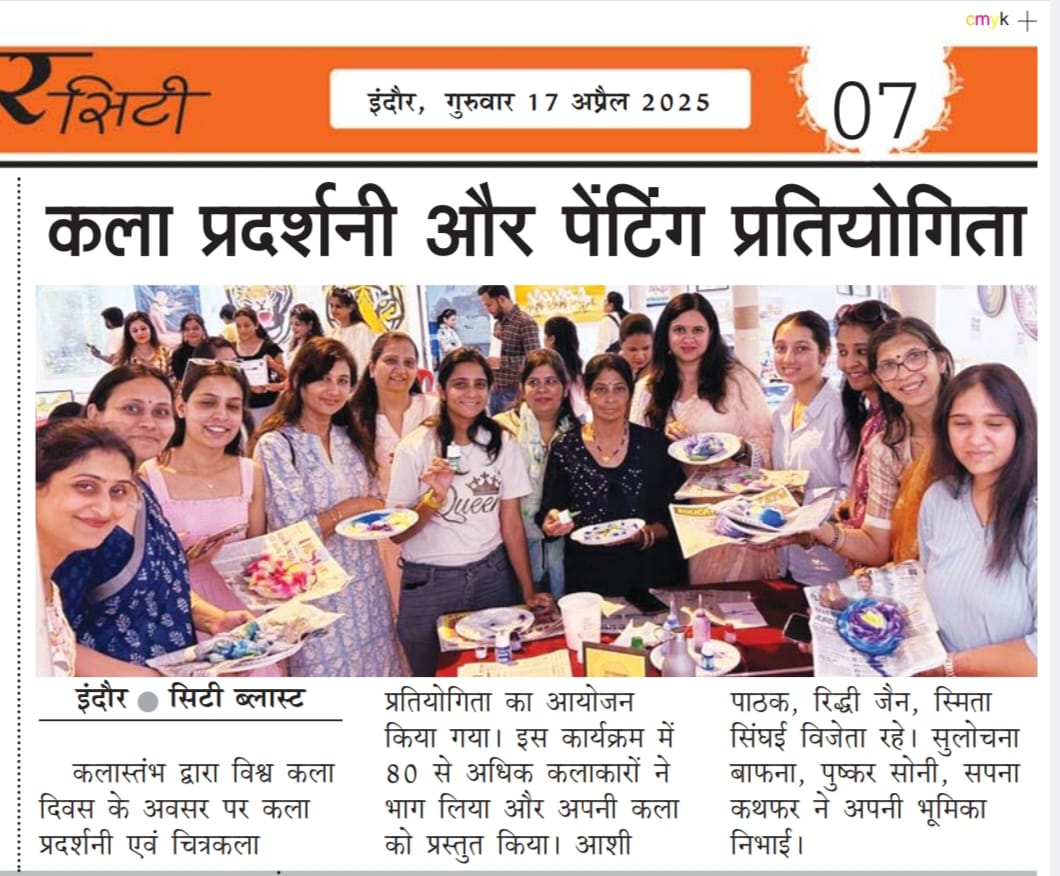 cmyk
सिटी
इंदौर, गुरुवार 17 अप्रैल 2025
07
कला प्रदर्शनी और पेंटिंग प्रतियोगिता
Queen
इंदौर ● सिटी ब्लास्ट
कलास्तंभ द्वारा विश्व कला
दिवस के अवसर पर कला
प्रदर्शनी एवं चित्रकला
प्रतियोगिता का आयोजन
किया गया। इस कार्यक्रम में
80 से अधिक कलाकारों ने
भाग लिया और अपनी कला
को प्रस्तुत किया। आशी
पाठक, रिद्धी जैन, स्मिता
सिंघई विजेता रहे। सुलोचना
बाफना, पुष्कर सोनी, सपना
कथफर ने अपनी भूमिका
निभाई।